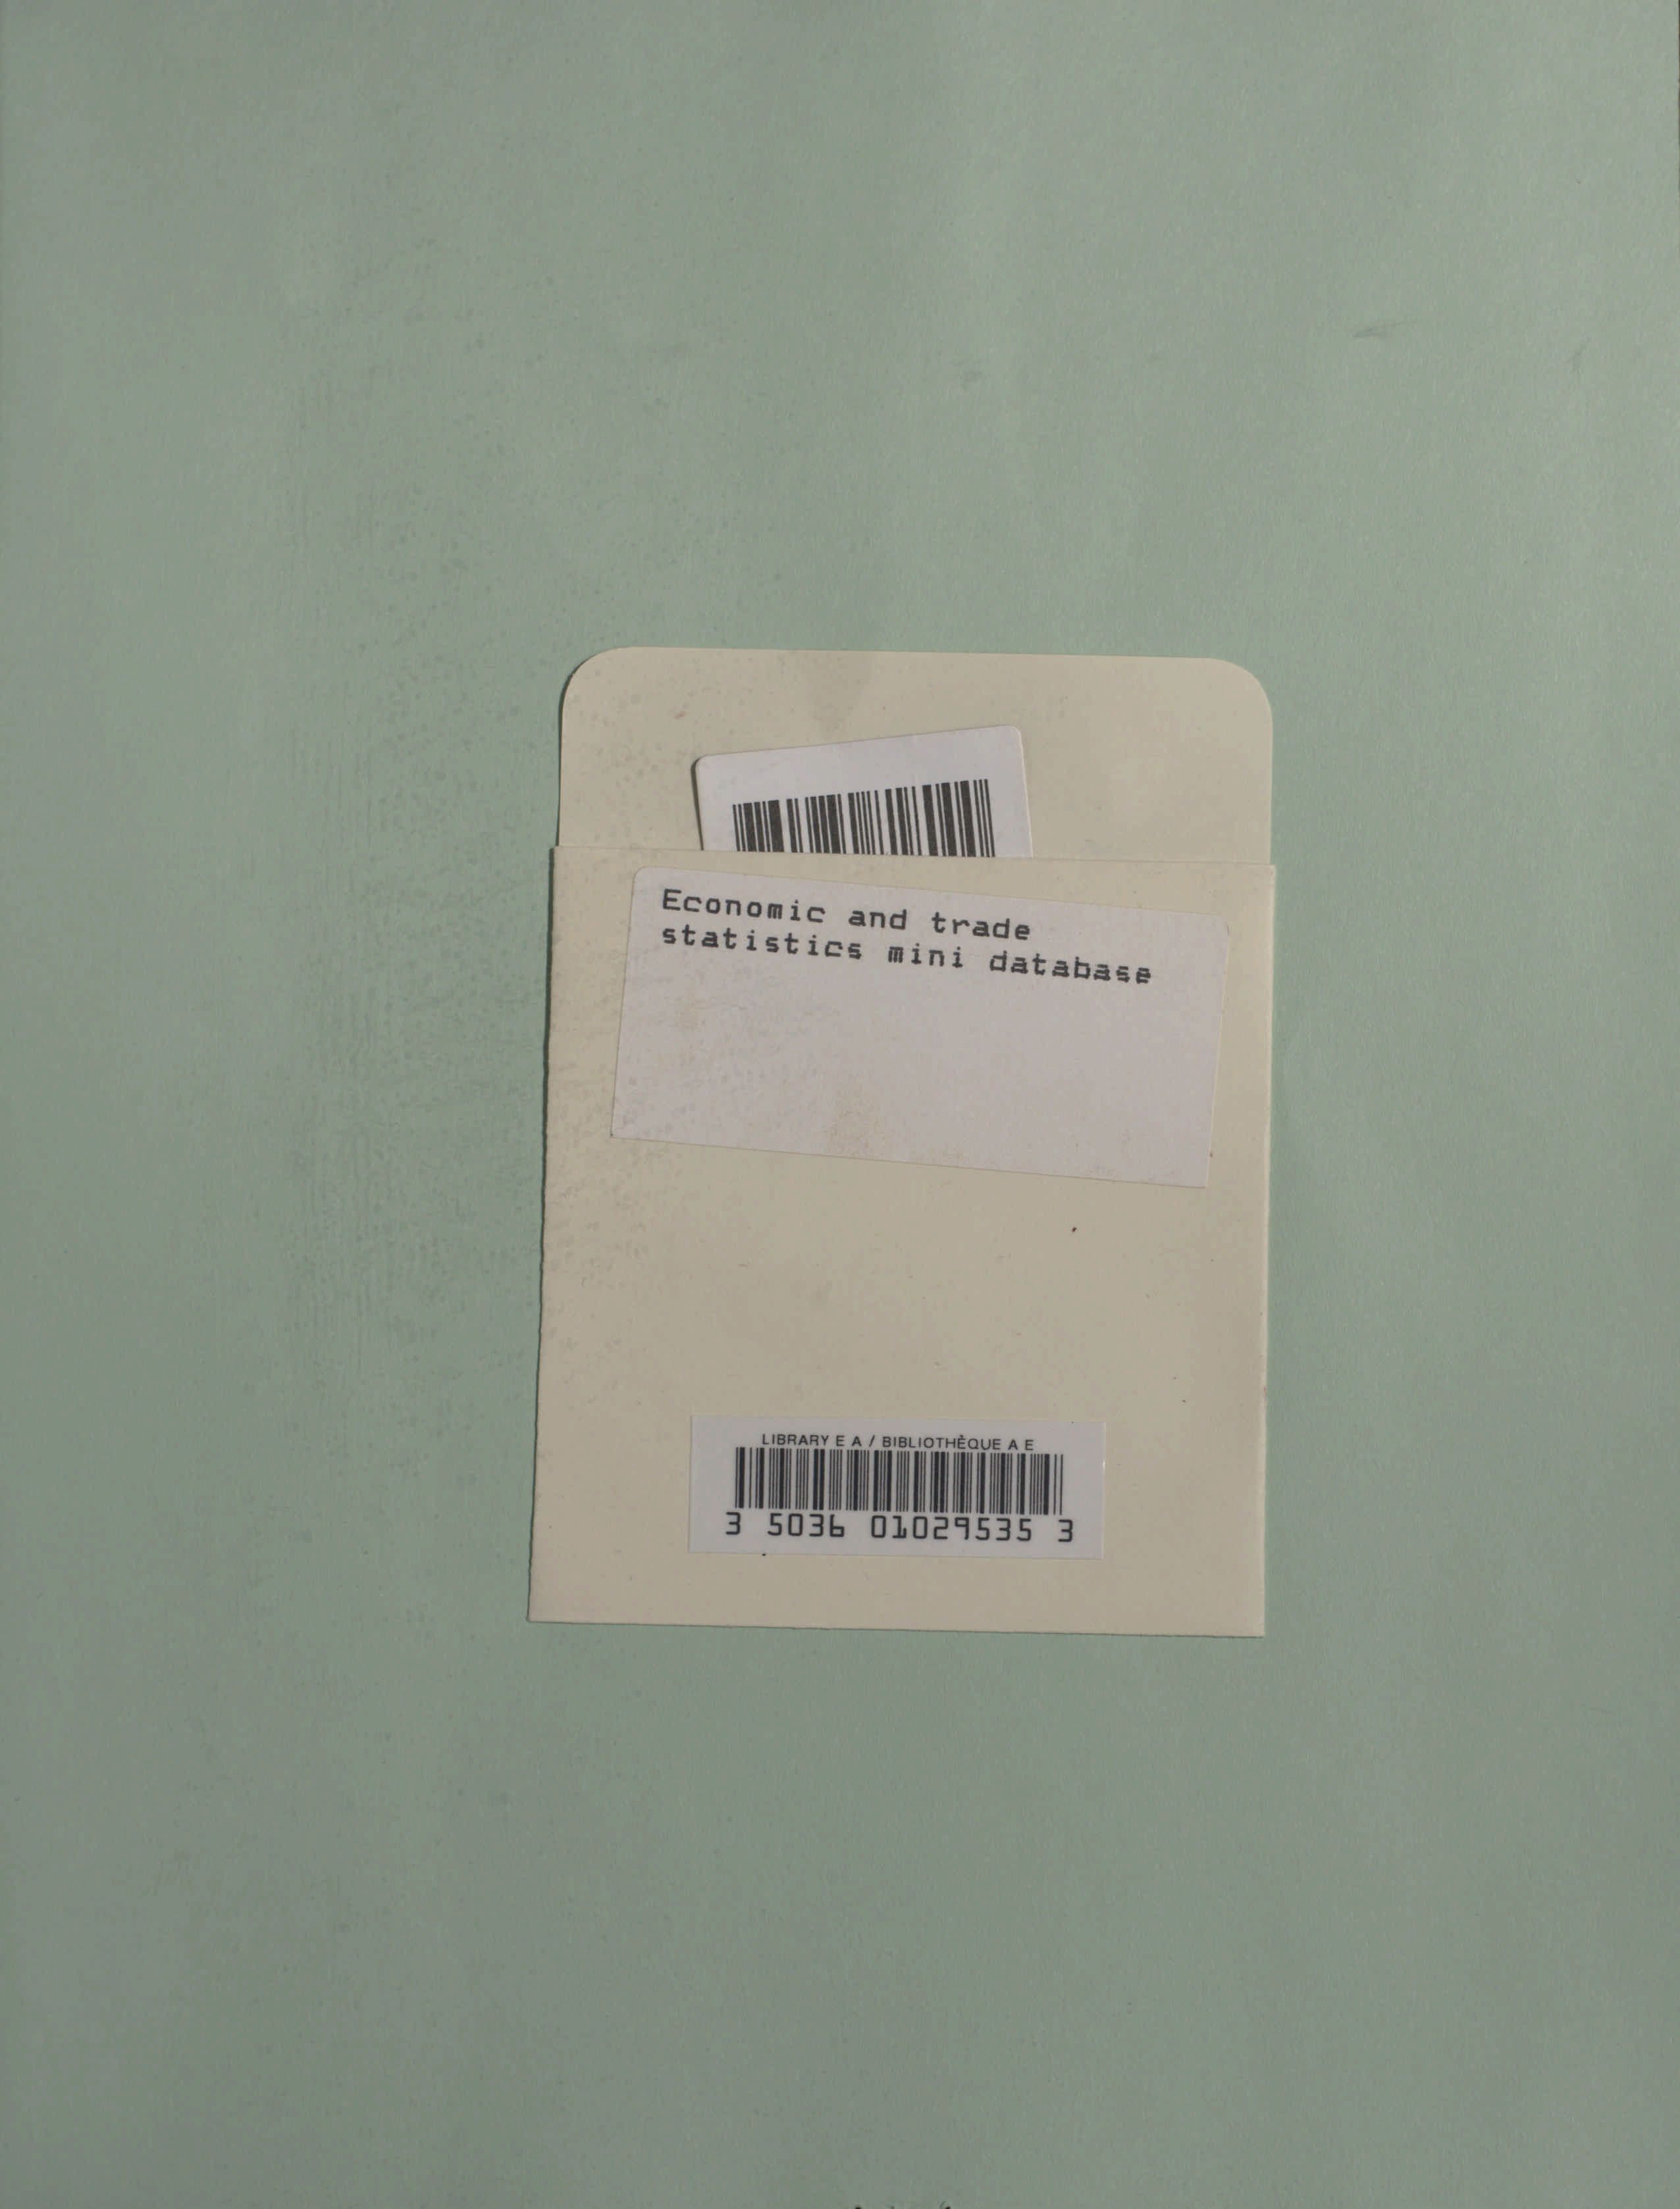 Economic and trade
statistics mini database
LIBRARY E A / BIBLIOTHÈQUE A E
3 5036 01029535 3